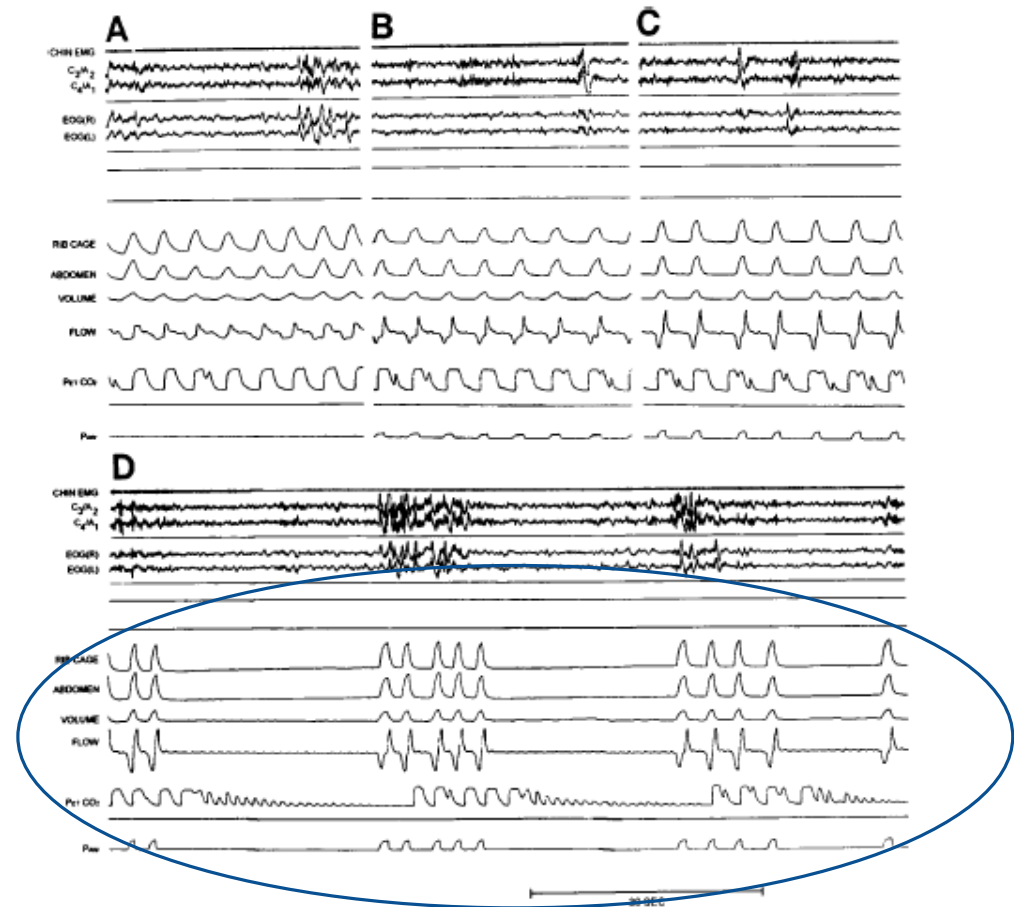 A B C
CHIN EMG
C3/A2
C4/A1
EOG(R)
EOG(L)
RIB CAGE
ABDOMEN
VOLUME
FLOW
PET CO2
Paw
D
CHIN EMG
C3/A2
C4/A1
EOG(R)
EOG(L)
RIB CAGE
ABDOMEN
VOLUME
FLOW
PET CO2
Paw
30 SEC